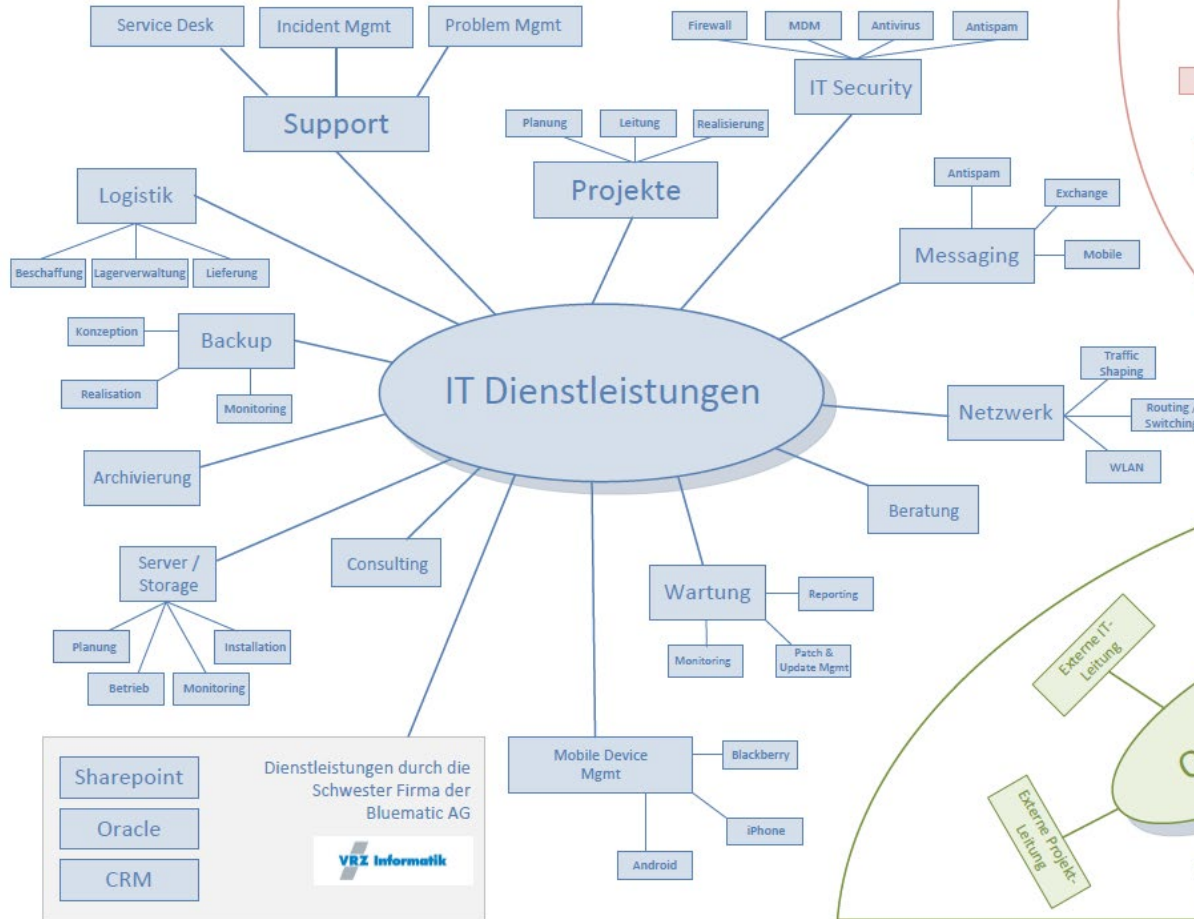 Service Desk
Incident Mgmt
Problem Mgmt
Support
Firewall
MDM
Antivirus
Antispam
IT Security
Planung
Leitung
Realisierung
Projekte
Logistik
Beschaffung
Lagerverwaltung
Lieferung
Antispam
Exchange
Messaging
Mobile
Konzeption
Backup
Realisation
Monitoring
IT Dienstleistungen
Traffic
Shaping
Netzwerk
Routing /
Switching
WLAN
Archivierung
Beratung
Consulting
Server /
Storage
Planung
Installation
Betrieb
Monitoring
Wartung
Reporting
Monitoring
Patch &
Update Mgmt
Externe IT-
Leitung
Externe Projekt-
Leitung
Sharepoint
Oracle
CRM
Dienstleistungen durch die
Schwester Firma der
Bluematic AG
VRZ Informatik
Mobile Device
Mgmt
Blackberry
iPhone
Android